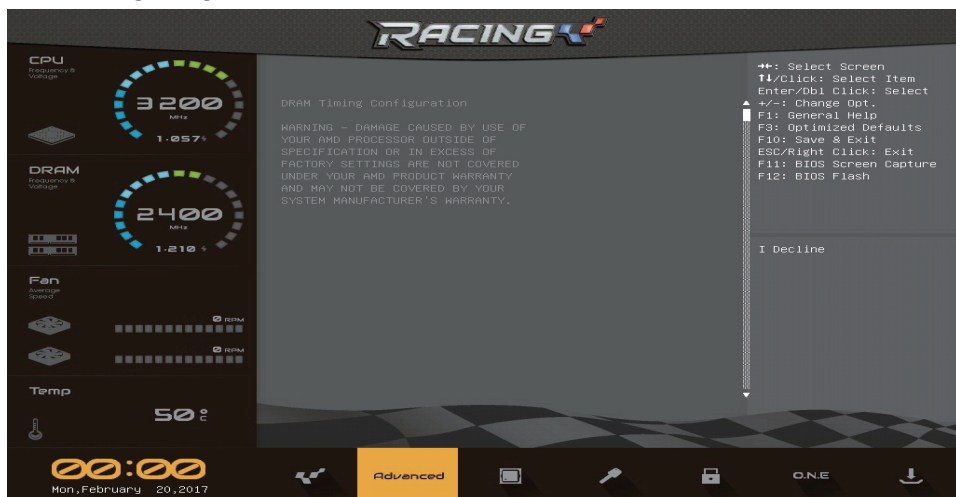 RACING
CPU
Frequency &
Voltage
3200
MHz
1.057
DRAM
Frequency &
Voltage
2400
MHz
1.210
Fan
Average
Speed
0 RPM
0 RPM
Temp
50 °C
00:00
Mon,February 20,2017
DRAM Timing Configuration
WARNING - DAMAGE CAUSED BY USE OF
YOUR AMD PROCESSOR OUTSIDE OF
SPECIFICATION OR IN EXCESS OF
FACTORY SETTINGS ARE NOT COVERED
UNDER YOUR AMD PRODUCT WARRANTY
AND MAY NOT BE COVERED BY YOUR
SYSTEM MANUFACTURER'S WARRANTY.
→←: Select Screen
↑↓/Click: Select Item
Enter/Dbl Click: Select
+/-: Change Opt.
F1: General Help
F3: Optimized Defaults
F10: Save & Exit
ESC/Right Click: Exit
F11: BIOS Screen Capture
F12: BIOS Flash
I Decline
Advanced
O.N.E